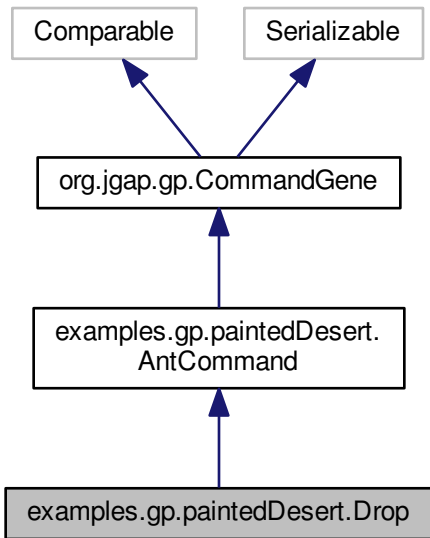 Comparable
Serializable
org.jgap.gp.CommandGene
examples.gp.paintedDesert.
AntCommand
examples.gp.paintedDesert.Drop